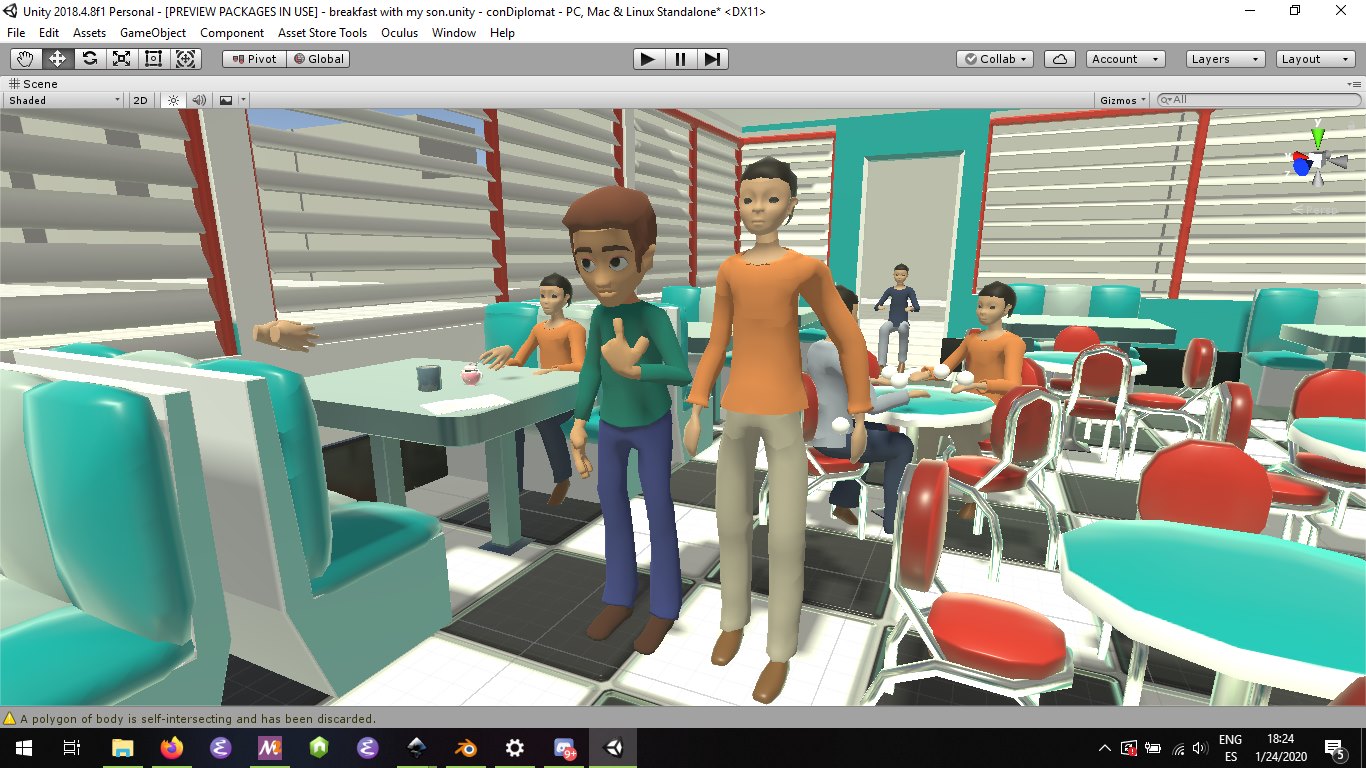 Unity 2018.4.8f1 Personal - [PREVIEW PACKAGES IN USE] - breakfast with my son.unity - conDiplomat - PC, Mac & Linux Standalone* <DX11>
File Edit Assets GameObject Component Asset Store Tools Oculus Window Help
Pivot Global Collab Account Layers Layout
Scene
Shaded 2D Gizmos All
y
Persp
A polygon of body is self-intersecting and has been discarded.
9+
ENG 18:24
ES 1/24/2020
5